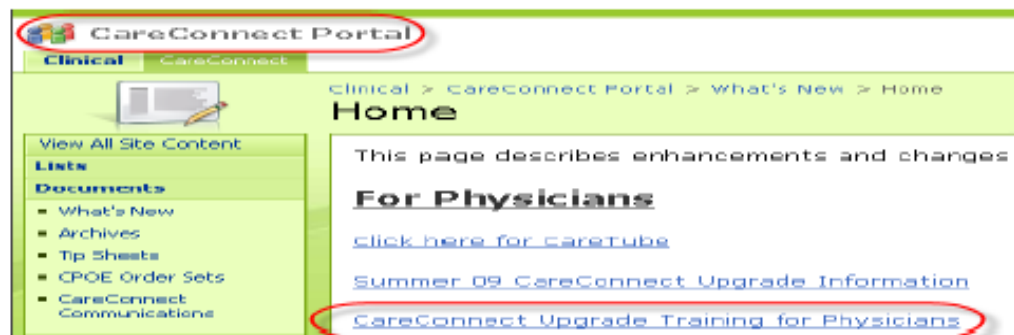 CareConnect Portal
Clinical CareConnect
Clinical > CareConnect Portal > What's New > Home
Home
View All Site Content
Lists
Documents
What's New
Archives
Tip Sheets
CPOE Order Sets
CareConnect
Communications
This page describes enhancements and changes
For Physicians
Click here for CareTube
Summer 09 CareConnect Upgrade Information
CareConnect Upgrade Training for Physicians